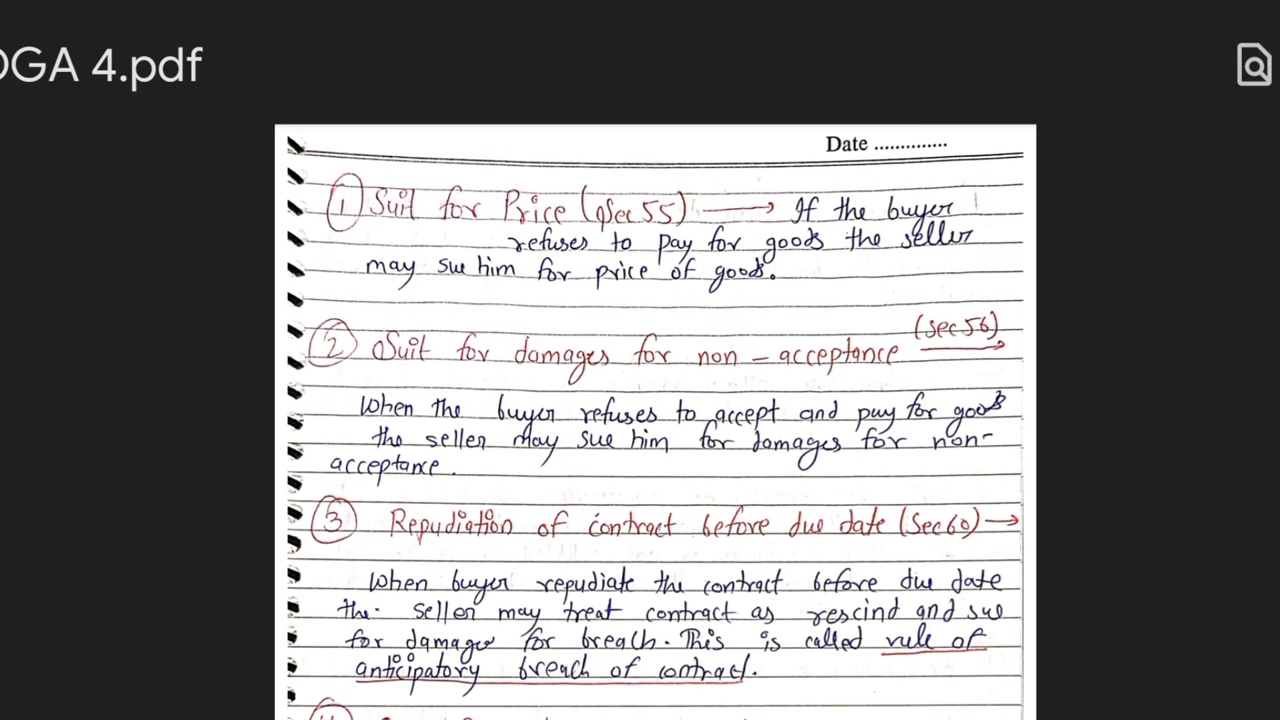 OGA 4.pdf
Date ..............
① Suit for Price (Sec 55) → If the buyer
refuses to pay for goods the seller
may sue him for price of goods.
(Sec 56)
② Suit for damages for non - acceptance →
When the buyer refuses to accept and pay for goods
the seller may sue him for damages for non-
acceptance.
③ Repudiation of contract before due date (Sec 60) →
When buyer repudiate the contract before due date
the. seller may treat contract as rescind and sue
for damages for breach. This is called rule of
anticipatory breach of contract.